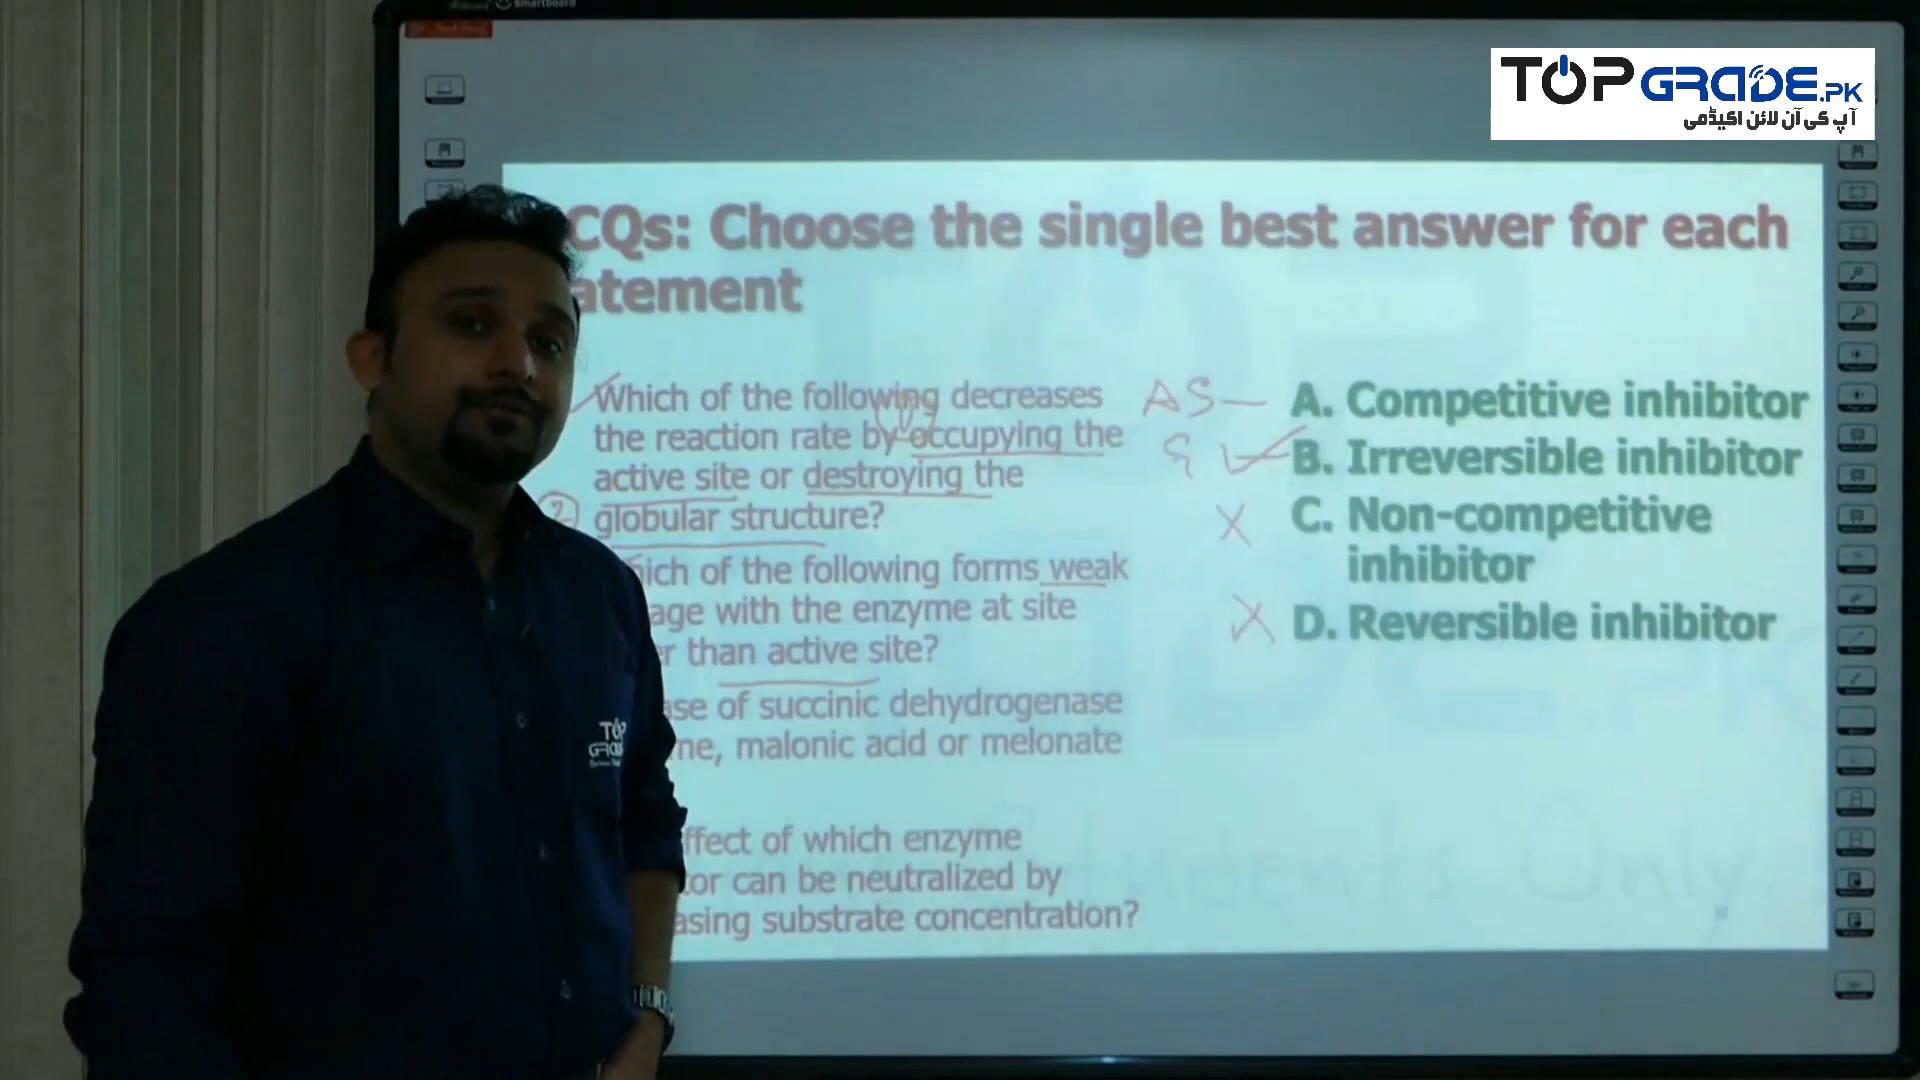 Smartboard
TOPGRADE.PK
آپ کی آن لائن اکیڈمی
CQs: Choose the single best answer for each
atement
Which of the following decreases
the reaction rate by occupying the
active site or destroying the
globular structure?
ich of the following forms weak
age with the enzyme at site
r than active site?
ase of succinic dehydrogenase
me, malonic acid or melonate
ffect of which enzyme
tor can be neutralized by
asing substrate concentration?
AS —
A. Competitive inhibitor
B. Irreversible inhibitor
X C. Non-competitive
inhibitor
X D. Reversible inhibitor
Students Only
TOP
GRADE